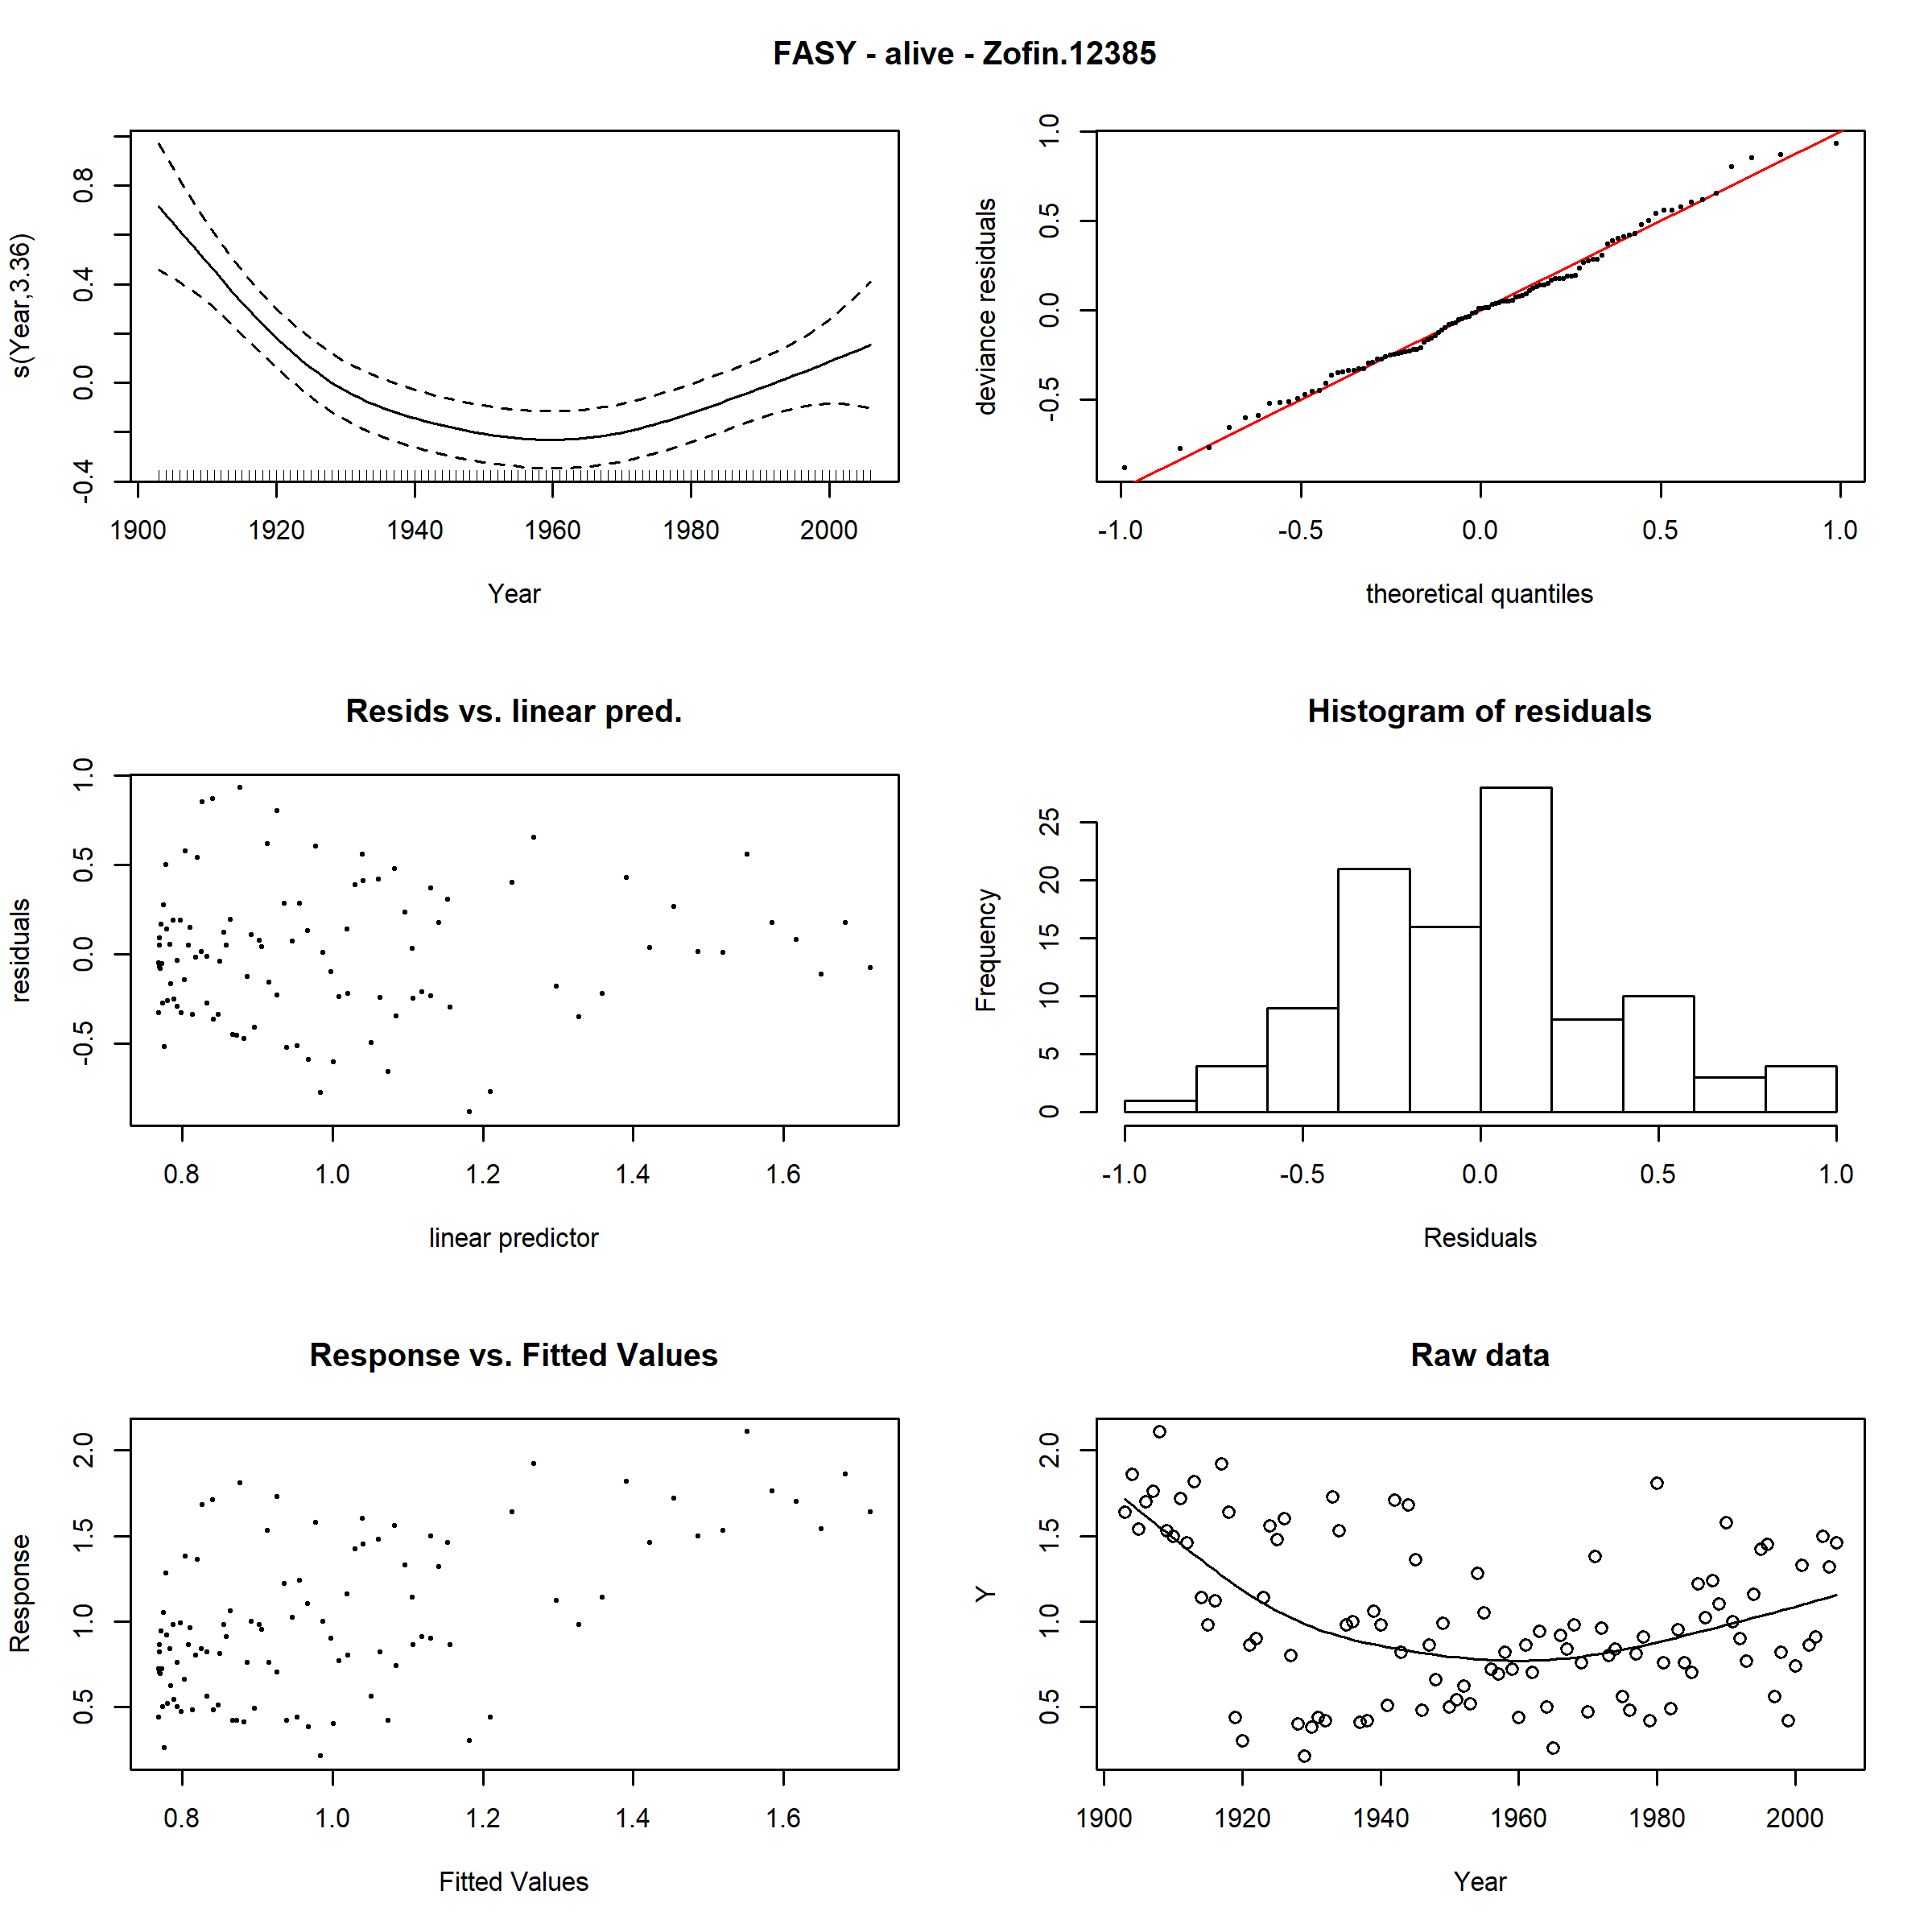 FASY - alive - Zofin.12385
s(Year,3.36)
-0.4 0.0 0.4 0.8
1900 1920 1940 1960 1980 2000
Year
deviance residuals
-0.5 0.0 0.5 1.0
-1.0 -0.5 0.0 0.5 1.0
theoretical quantiles
Resids vs. linear pred.
residuals
-0.5 0.0 0.5 1.0
0.8 1.0 1.2 1.4 1.6
linear predictor
Histogram of residuals
Frequency
0 5 10 15 20 25
-1.0 -0.5 0.0 0.5 1.0
Residuals
Response vs. Fitted Values
Response
0.5 1.0 1.5 2.0
0.8 1.0 1.2 1.4 1.6
Fitted Values
Raw data
Y
0.5 1.0 1.5 2.0
1900 1920 1940 1960 1980 2000
Year